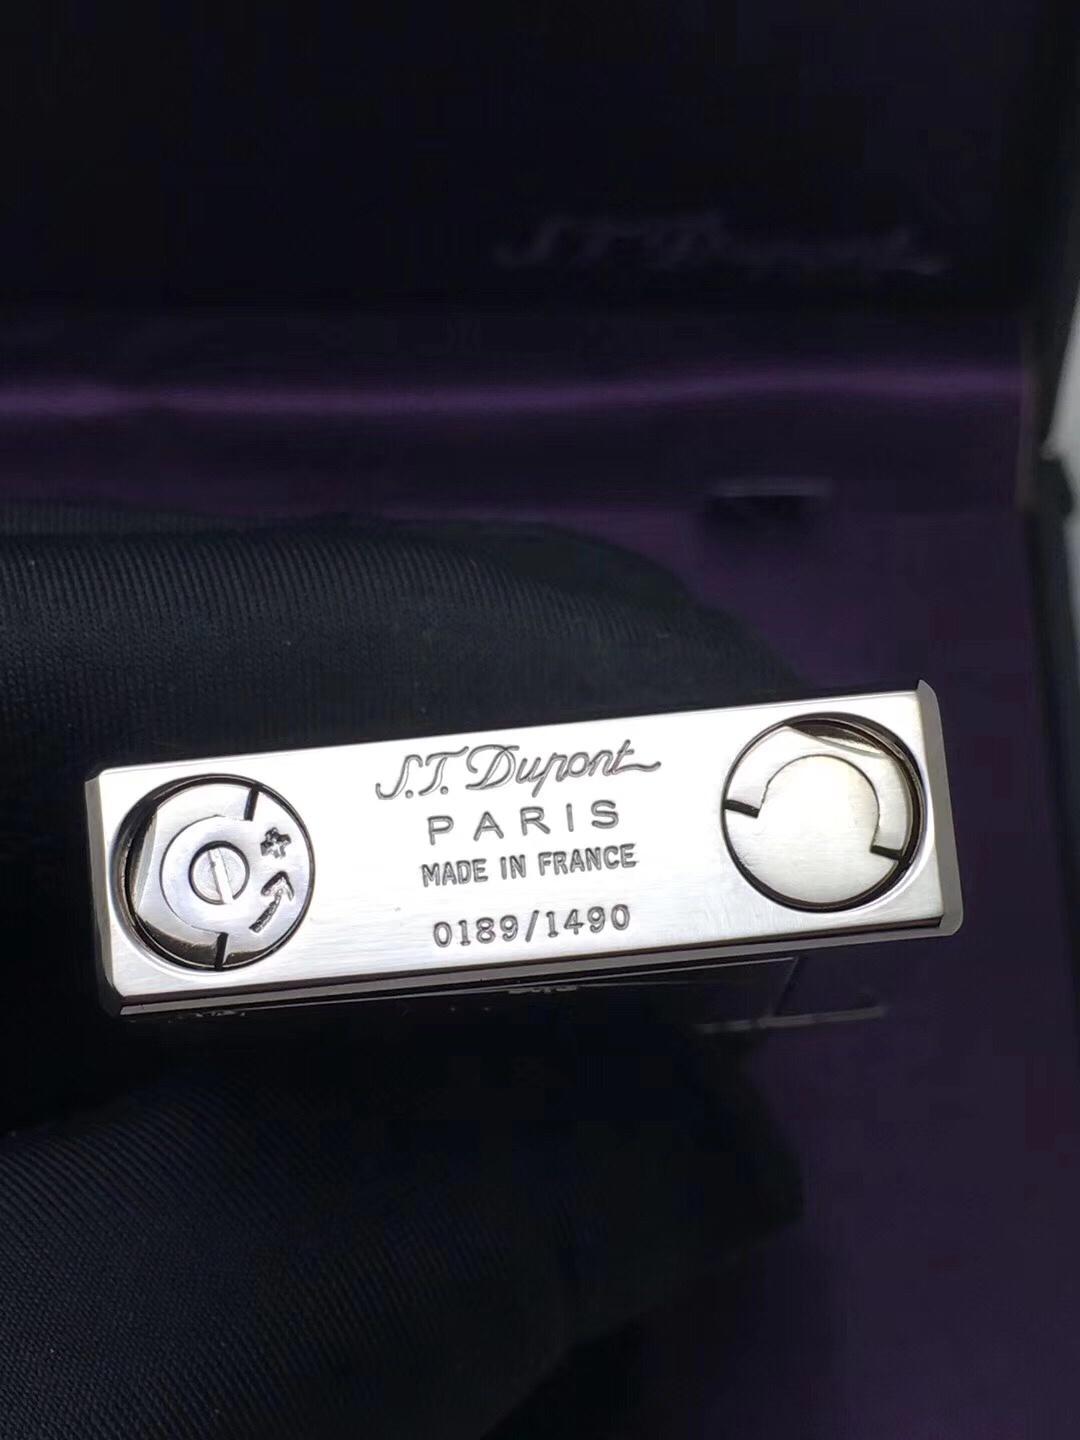 S.T. Dupont
S.T. Dupont
PARIS
MADE IN FRANCE
0189/1490
+